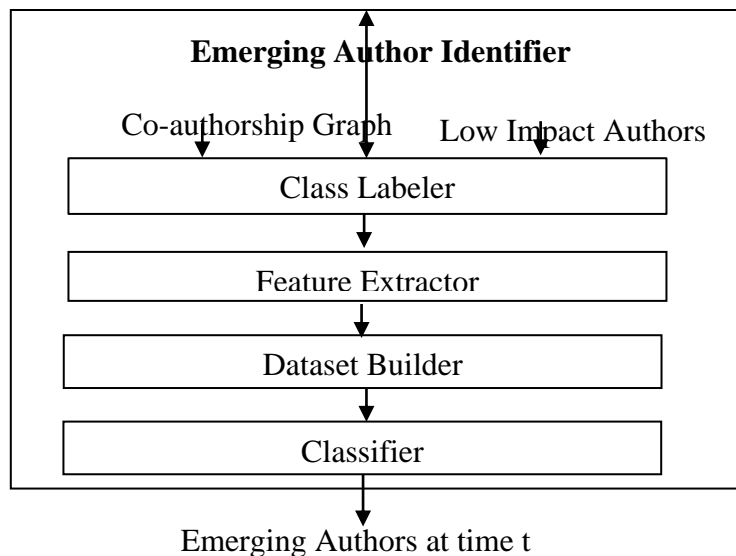 Emerging Author Identifier
Co-authorship Graph
Low Impact Authors
Class Labeler
Feature Extractor
Dataset Builder
Classifier
Emerging Authors at time t